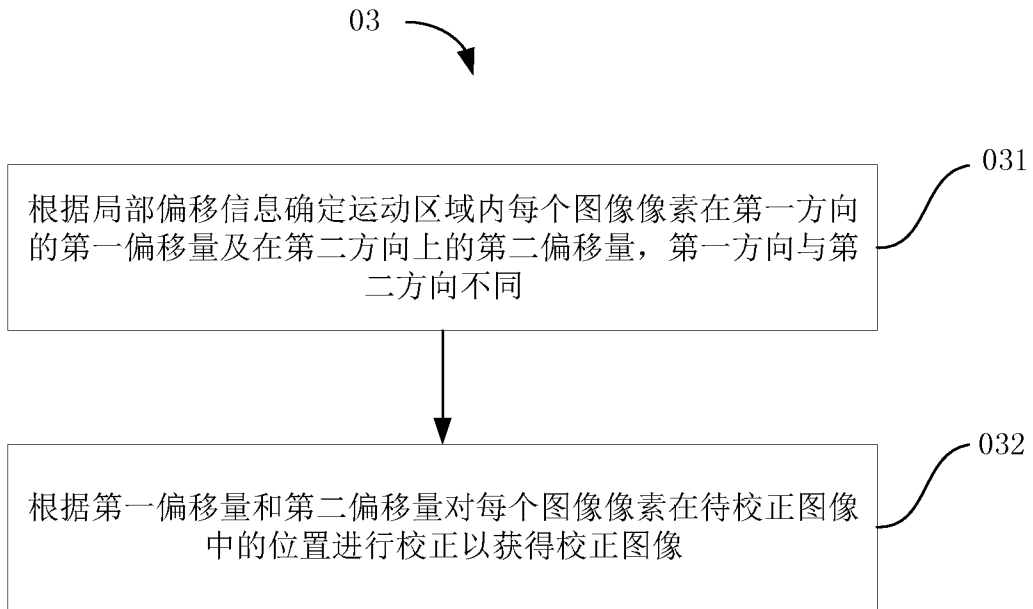 03
031
根据局部偏移信息确定运动区域内每个图像像素在第一方向
的第一偏移量及在第二方向上的第二偏移量，第一方向与第
二方向不同
032
根据第一偏移量和第二偏移量对每个图像像素在待校正图像
中的位置进行校正以获得校正图像